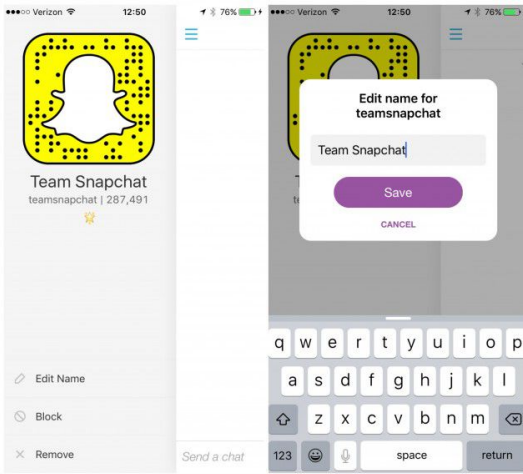 Verizon 12:50 76%
Team Snapchat
teamsnapchat | 287,491
Edit Name
Block
Remove
Send a chat
Verizon 12:50 76%
Edit name for
teamsnapchat
Team Snapchat
Save
CANCEL
q w e r t y u i o p
a s d f g h j k l
z x c v b n m
123 space return